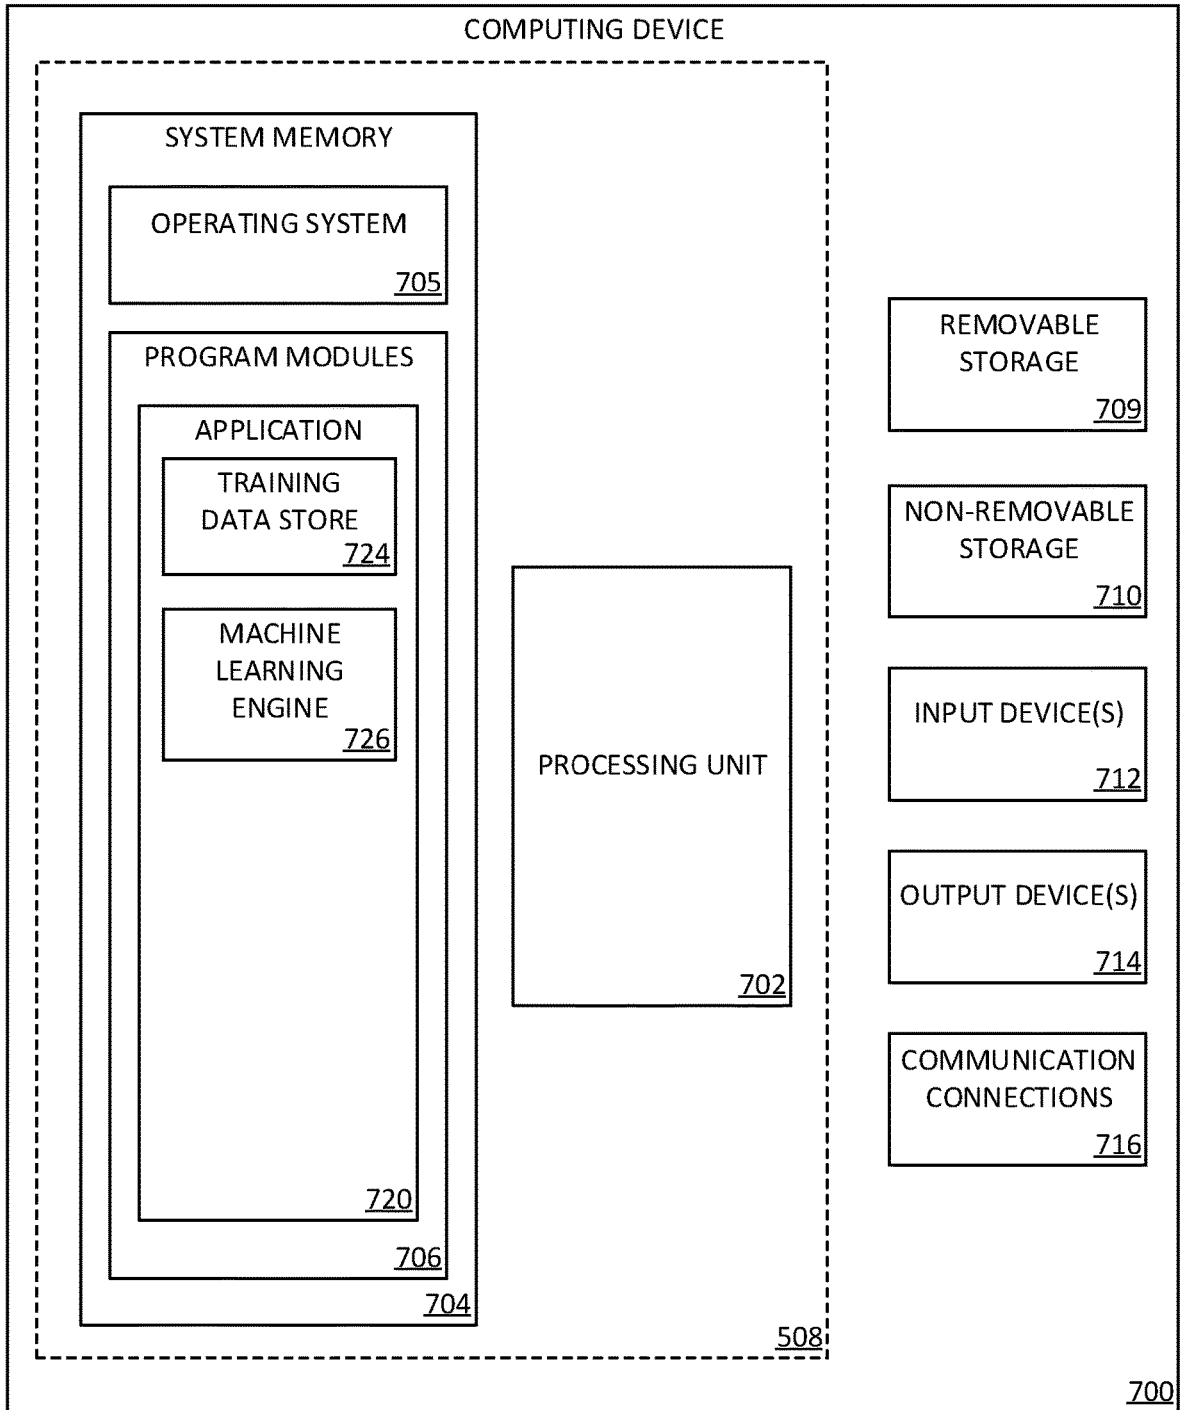 COMPUTING DEVICE
SYSTEM MEMORY
OPERATING SYSTEM
705
PROGRAM MODULES
APPLICATION
TRAINING
DATA STORE
724
MACHINE
LEARNING
ENGINE
726
720
706
704
PROCESSING UNIT
702
508
REMOVABLE
STORAGE
709
NON-REMOVABLE
STORAGE
710
INPUT DEVICE(S)
712
OUTPUT DEVICE(S)
714
COMMUNICATION
CONNECTIONS
716
700